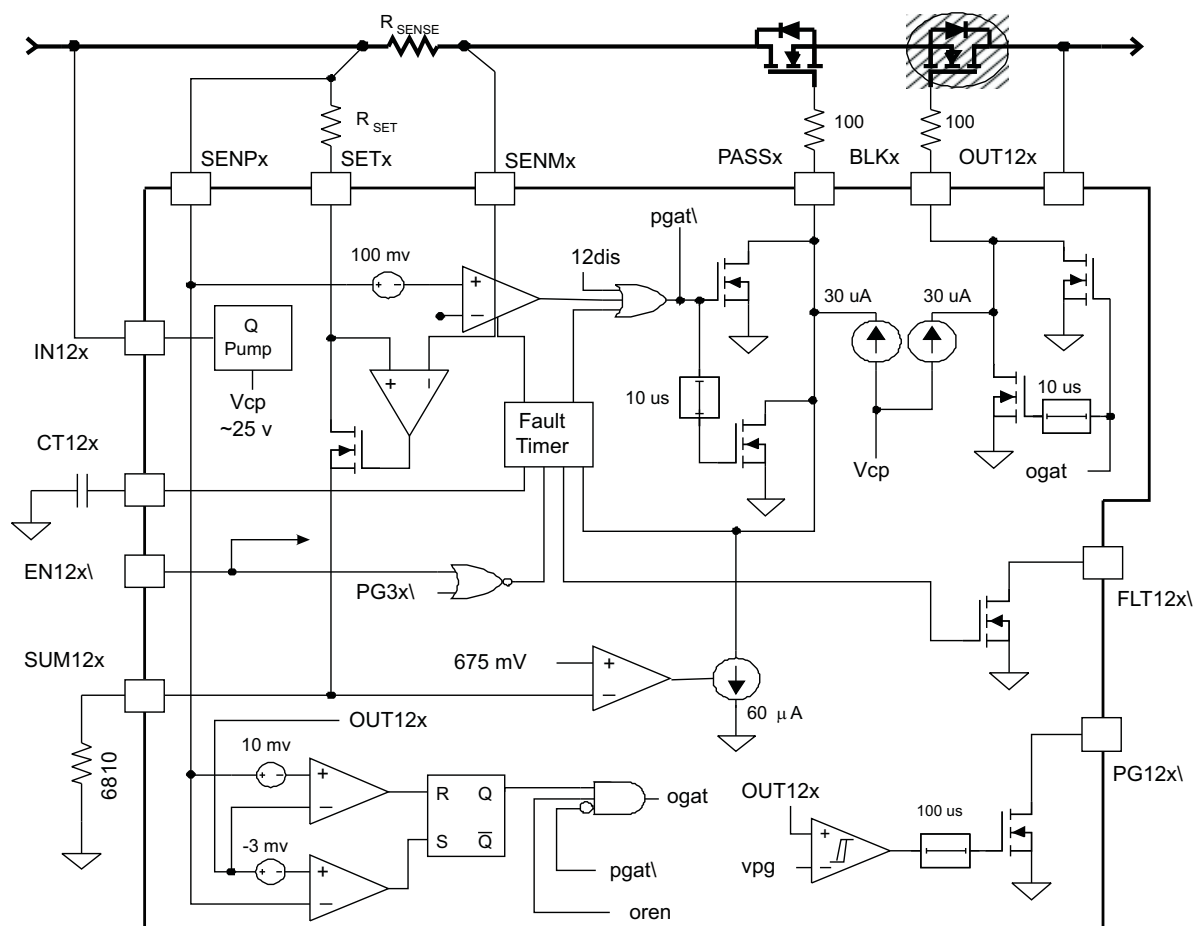 R SENSE
R SET
100
100
SENPx
SETx
SENMx
PASSx
BLKx
OUT12x
pgat\
100 mv
12dis
+
−
30 uA
30 uA
Q
Pump
IN12x
Vcp
~25 v
+
−
10 us
10 us
Fault
Timer
CT12x
Vcp
ogat
EN12x\
PG3x\
FLT12x\
SUM12x
675 mV
+
−
60 μA
OUT12x
10 mv
+
−
6810
R
Q
S
Q̅
ogat
-3 mv
+
−
pgat\
oren
OUT12x
100 us
+
−
vpg
PG12x\